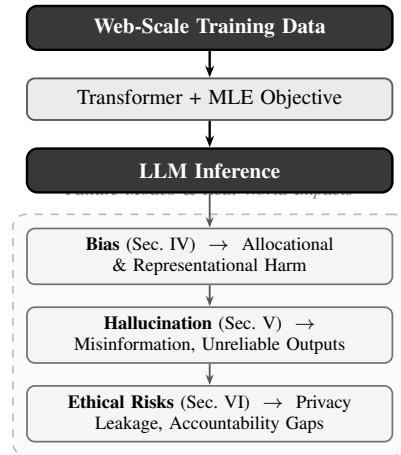 Web-Scale Training Data
Transformer + MLE Objective
LLM Inference
Bias (Sec. IV) → Allocational
& Representational Harm
Hallucination (Sec. V) →
Misinformation, Unreliable Outputs
Ethical Risks (Sec. VI) → Privacy
Leakage, Accountability Gaps